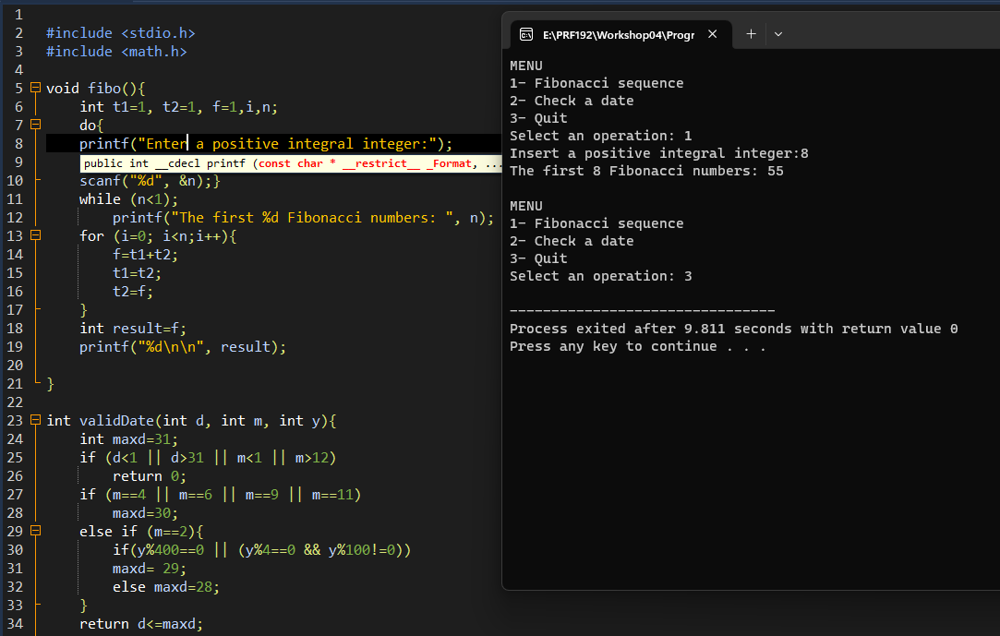 1
2 #include <stdio.h>
3 #include <math.h>
4
5 void fibo(){
6 int t1=1, t2=1, f=1,i,n;
7 do{
8 printf("Enter a positive integral integer:");
9 public int __cdecl printf (const char * __restrict__ _Format, ...
10 scanf("%d", &n);}
11 while (n<1);
12 printf("The first %d Fibonacci numbers: ", n);
13 for (i=0; i<n;i++){
14 f=t1+t2;
15 t1=t2;
16 t2=f;
17 }
18 int result=f;
19 printf("%d\n\n", result);
20
21 }
22
23 int validDate(int d, int m, int y){
24 int maxd=31;
25 if (d<1 || d>31 || m<1 || m>12)
26 return 0;
27 if (m==4 || m==6 || m==9 || m==11)
28 maxd=30;
29 else if (m==2){
30 if(y%400==0 || (y%4==0 && y%100!=0))
31 maxd= 29;
32 else maxd=28;
33 }
34 return d<=maxd;
E:\PRF192\Workshop04\Progr
MENU
1- Fibonacci sequence
2- Check a date
3- Quit
Select an operation: 1
Insert a positive integral integer:8
The first 8 Fibonacci numbers: 55
MENU
1- Fibonacci sequence
2- Check a date
3- Quit
Select an operation: 3
--------------------------------
Process exited after 9.811 seconds with return value 0
Press any key to continue . . .